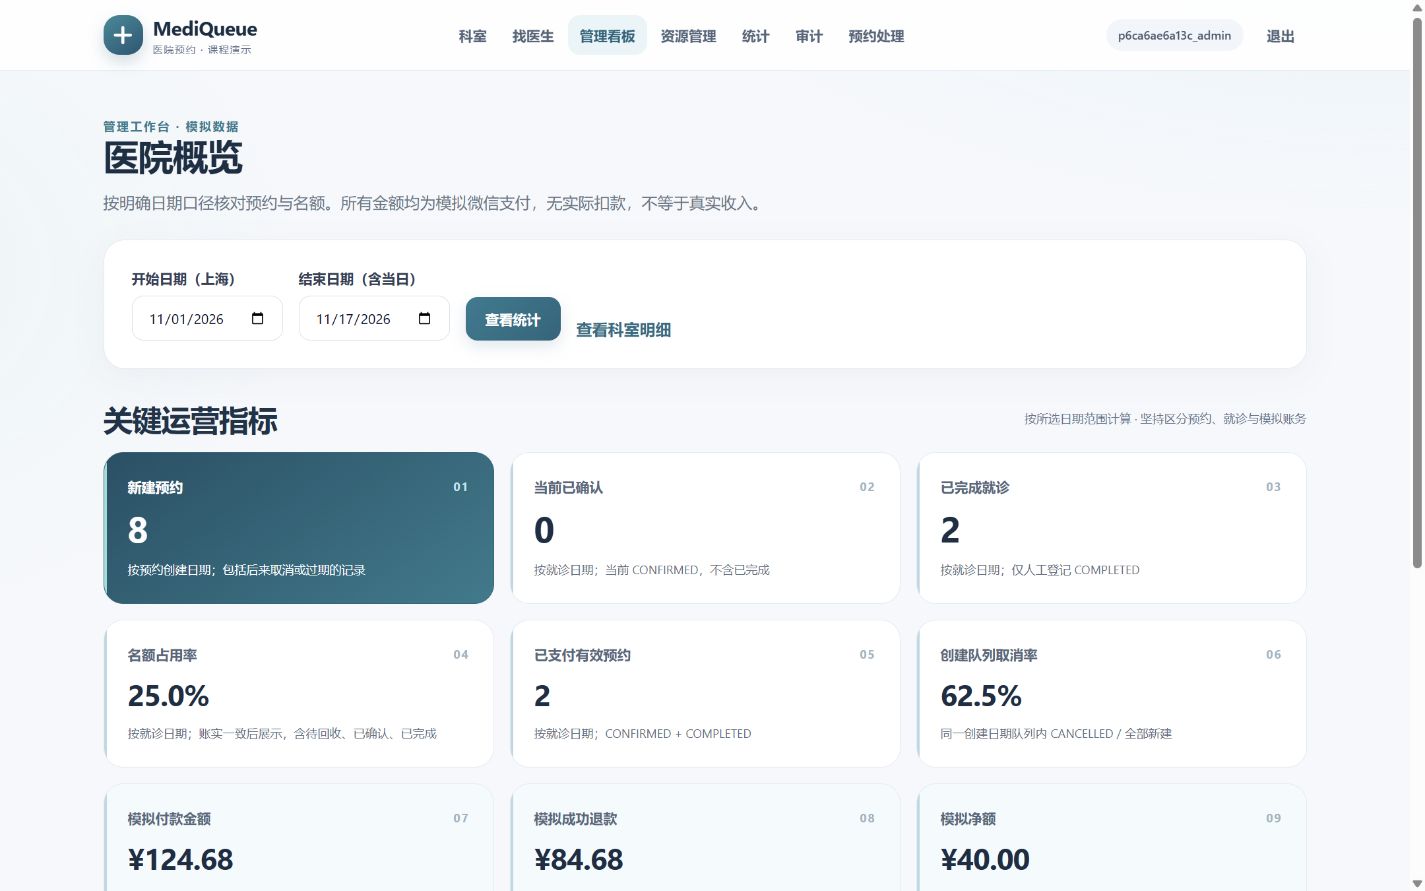 MediQueue
医院预约 · 课程演示
科室 找医生 管理看板 资源管理 统计 审计 预约处理
p6ca6ae6a13c_admin 退出
管理工作台 · 模拟数据
医院概览
按明确日期口径核对预约与名额。所有金额均为模拟微信支付，无实际扣款，不等于真实收入。
开始日期（上海） 结束日期（含当日）
11/01/2026 11/17/2026 查看统计 查看科室明细
关键运营指标
按所选日期范围计算 · 坚持区分预约、就诊与模拟账务
新建预约 01
8
按预约创建日期；包括后来取消或过期的记录
当前已确认 02
0
按就诊日期；当前 CONFIRMED，不含已完成
已完成就诊 03
2
按就诊日期；仅人工登记 COMPLETED
名额占用率 04
25.0%
按就诊日期；账实一致后展示，含待回收、已确认、已完成
已支付有效预约 05
2
按就诊日期；CONFIRMED + COMPLETED
创建队列取消率 06
62.5%
同一创建日期队列内 CANCELLED / 全部新建
模拟付款金额 07
¥124.68
模拟成功退款 08
¥84.68
模拟净额 09
¥40.00